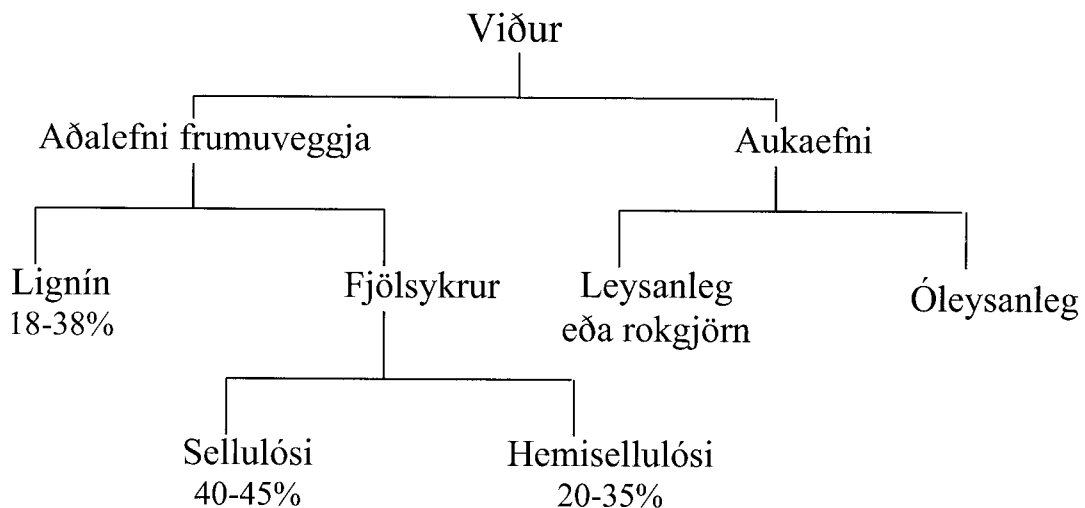 Viður
Aðalefni frumuveggja
Aukaefni
Lignín
18-38%
Fjölsykrur
Leysanleg
eða rokgjörn
Óleysanleg
Sellulósi
40-45%
Hemisellulósi
20-35%